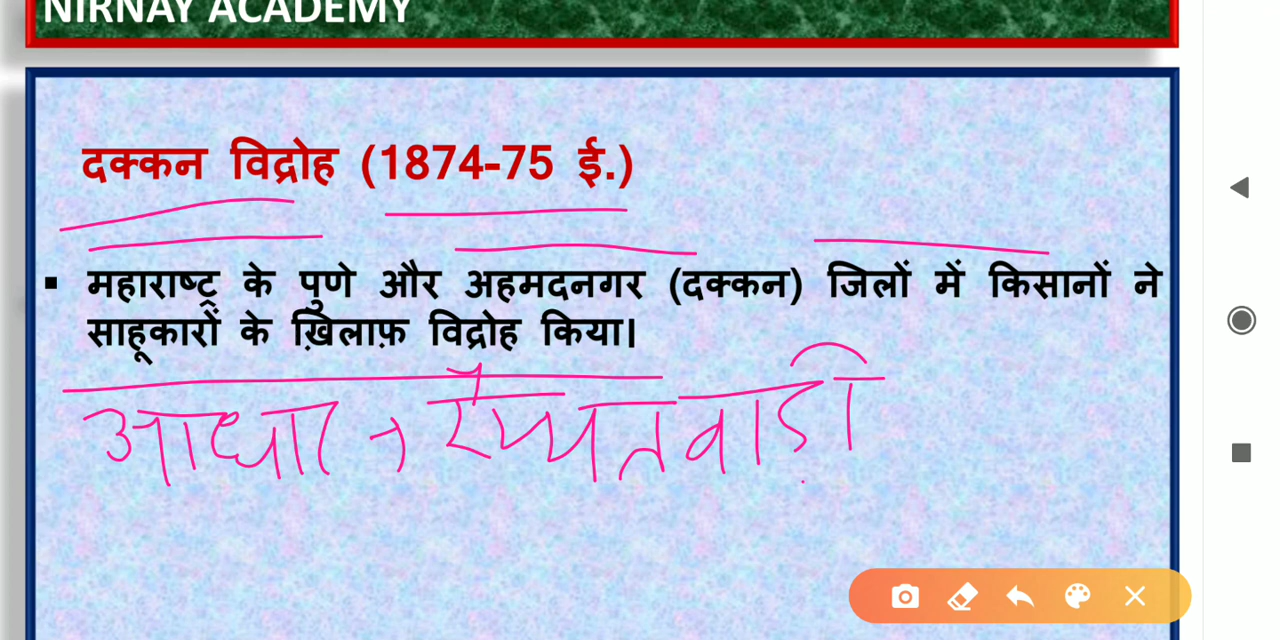 NIRNAY ACADEMY
दक्कन विद्रोह (1874-75 ई.)
▪ महाराष्ट्र के पुणे और अहमदनगर (दक्कन) जिलों में किसानों ने
साहूकारों के ख़िलाफ़ विद्रोह किया।
आधार → रैय्यतवाड़ी